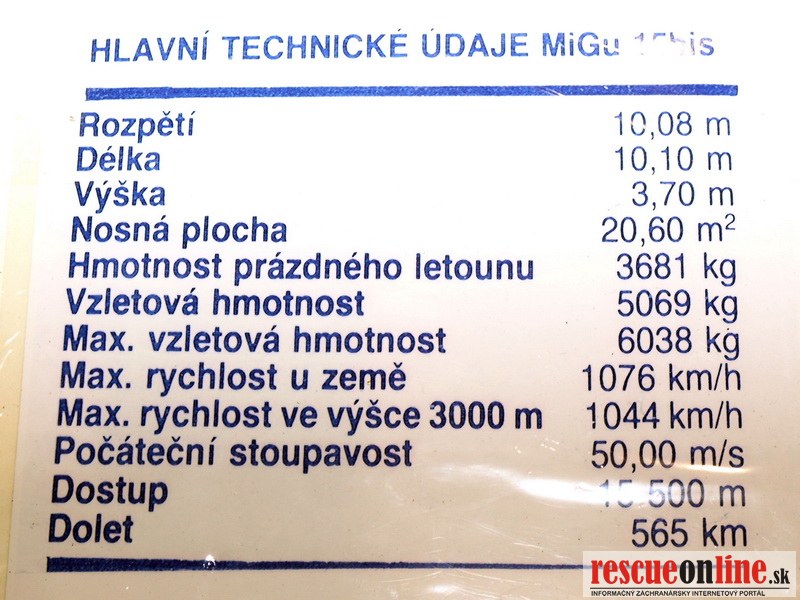 HLAVNÍ TECHNICKÉ ÚDAJE MiGu 15bis
Rozpětí 10,08 m
Délka 10,10 m
Výška 3,70 m
Nosná plocha 20,60 m²
Hmotnost prázdného letounu 3681 kg
Vzletová hmotnost 5069 kg
Max. vzletová hmotnost 6038 kg
Max. rychlost u země 1076 km/h
Max. rychlost ve výšce 3000 m 1044 km/h
Počáteční stoupavost 50,00 m/s
Dostup 15 500 m
Dolet 565 km
rescueonline.sk
INFORMAČNÝ ZÁCHRANÁRSKY INTERNETOVÝ PORTÁL